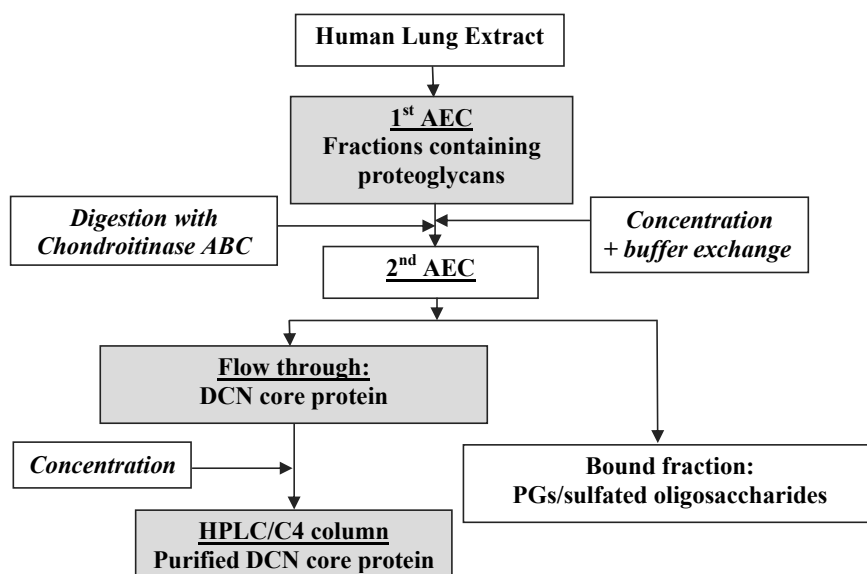 Human Lung Extract
1st AEC
Fractions containing
proteoglycans
Digestion with
Chondroitinase ABC
Concentration
+ buffer exchange
2nd AEC
Flow through:
DCN core protein
Concentration
Bound fraction:
PGs/sulfated oligosaccharides
HPLC/C4 column
Purified DCN core protein